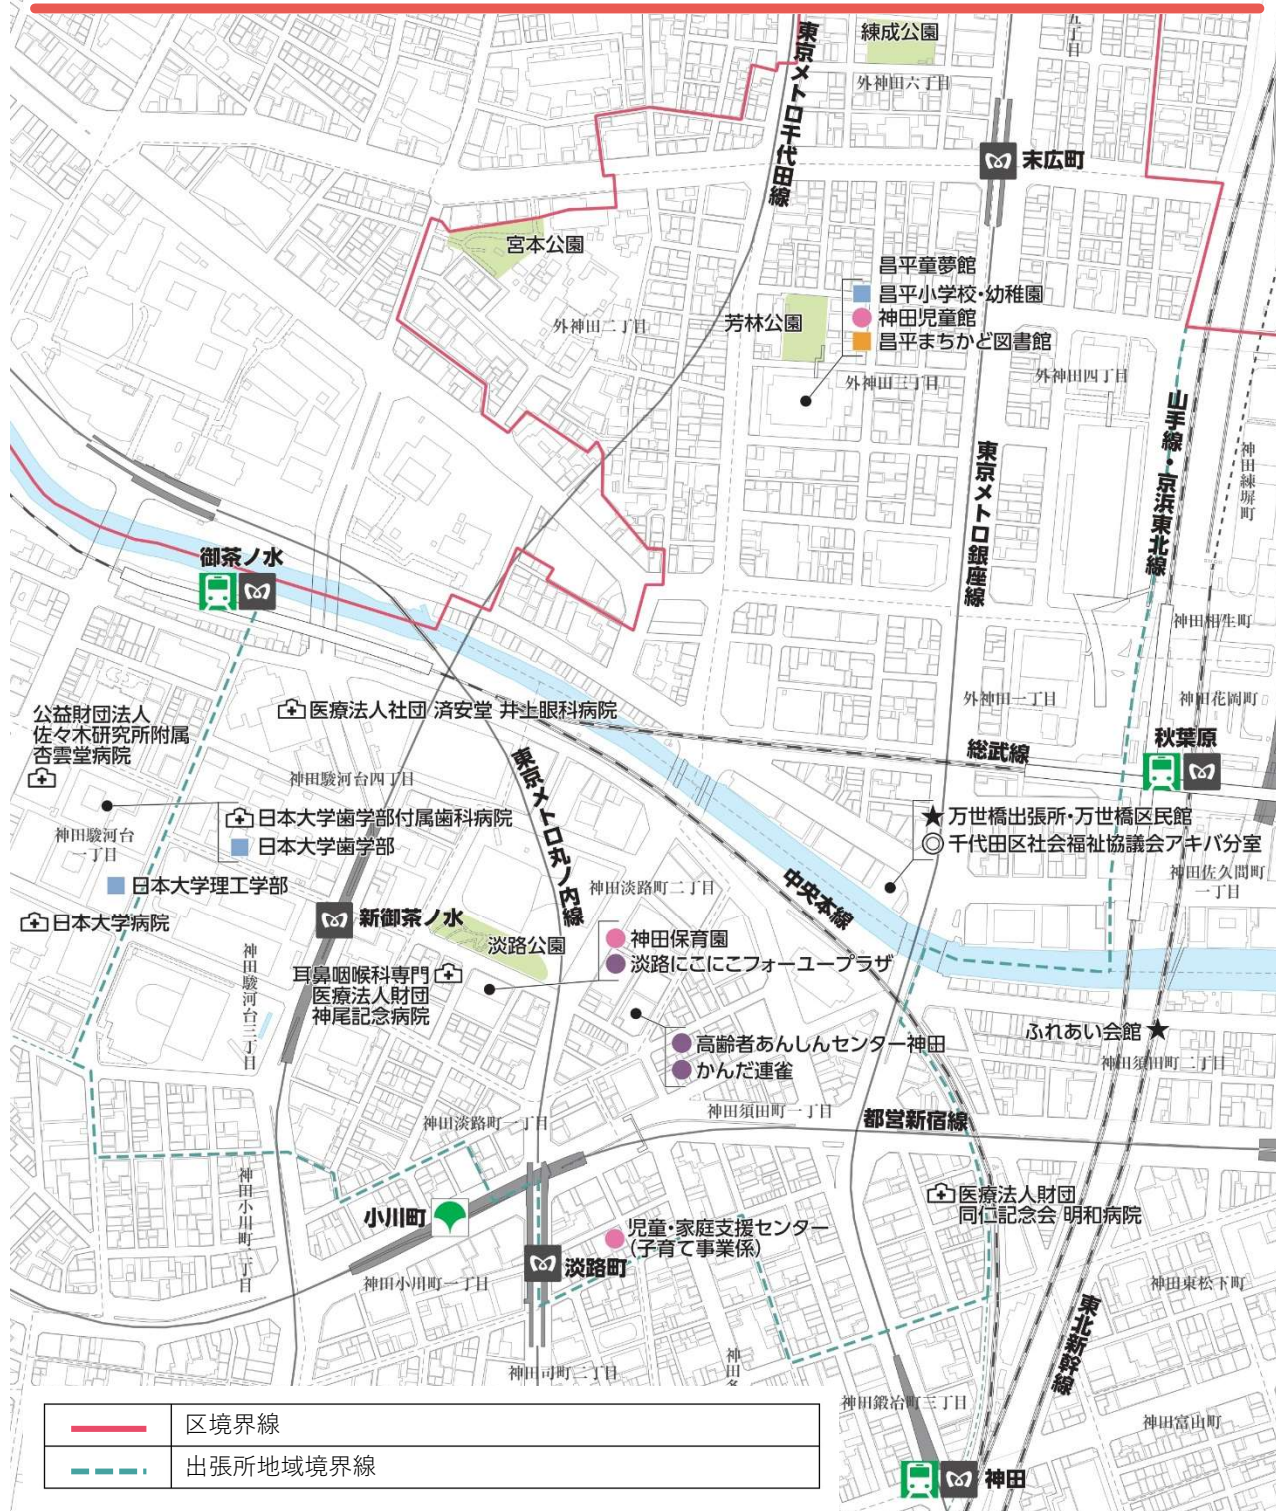 五丁目
練成公園
外神田六丁目
東京メトロ千代田線
末広町
宮本公園
昌平童夢館
昌平小学校・幼稚園
神田児童館
昌平まちかど図書館
芳林公園
外神田二丁目
外神田三丁目
外神田四丁目
山手線・京浜東北線
神田練塀町
東京メトロ銀座線
御茶ノ水
神田相生町
外神田一丁目
神田花岡町
公益財団法人
佐々木研究所附属
杏雲堂病院
医療法人社団 済安堂 井上眼科病院
総武線
秋葉原
東京メトロ丸ノ内線
神田駿河台四丁目
日本大学歯学部付属歯科病院
日本大学歯学部
神田駿河台
一丁目
万世橋出張所・万世橋区民館
千代田区社会福祉協議会アキバ分室
日本大学理工学部
神田淡路町二丁目
中央本線
神田佐久間町
一丁目
日本大学病院
新御茶ノ水
淡路公園
神田保育園
淡路にこにこフォーユープラザ
神田駿河台三丁目
耳鼻咽喉科専門
医療法人財団
神尾記念病院
ふれあい会館
高齢者あんしんセンター神田
かんだ連雀
神田須田町二丁目
神田淡路町一丁目
神田須田町一丁目
都営新宿線
神田小川町二丁目
小川町
医療法人財団
同仁記念会 明和病院
児童・家庭支援センター
(子育て事業係)
淡路町
神田小川町一丁目
神田東松下町
東北新幹線
神田司町二丁目
神田多
神田鍛冶町三丁目
神田富山町
神田
区境界線
出張所地域境界線